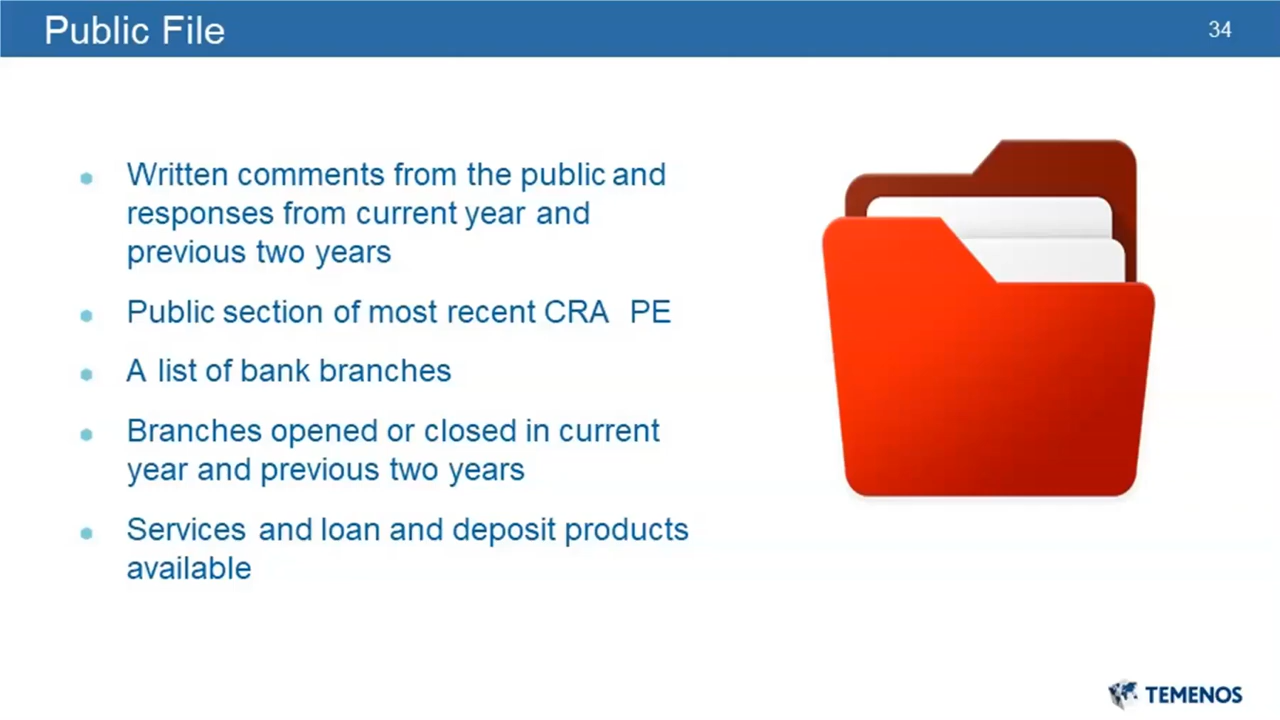 Public File
34
Written comments from the public and
responses from current year and
previous two years
Public section of most recent CRA PE
A list of bank branches
Branches opened or closed in current
year and previous two years
Services and loan and deposit products
available
TEMENOS